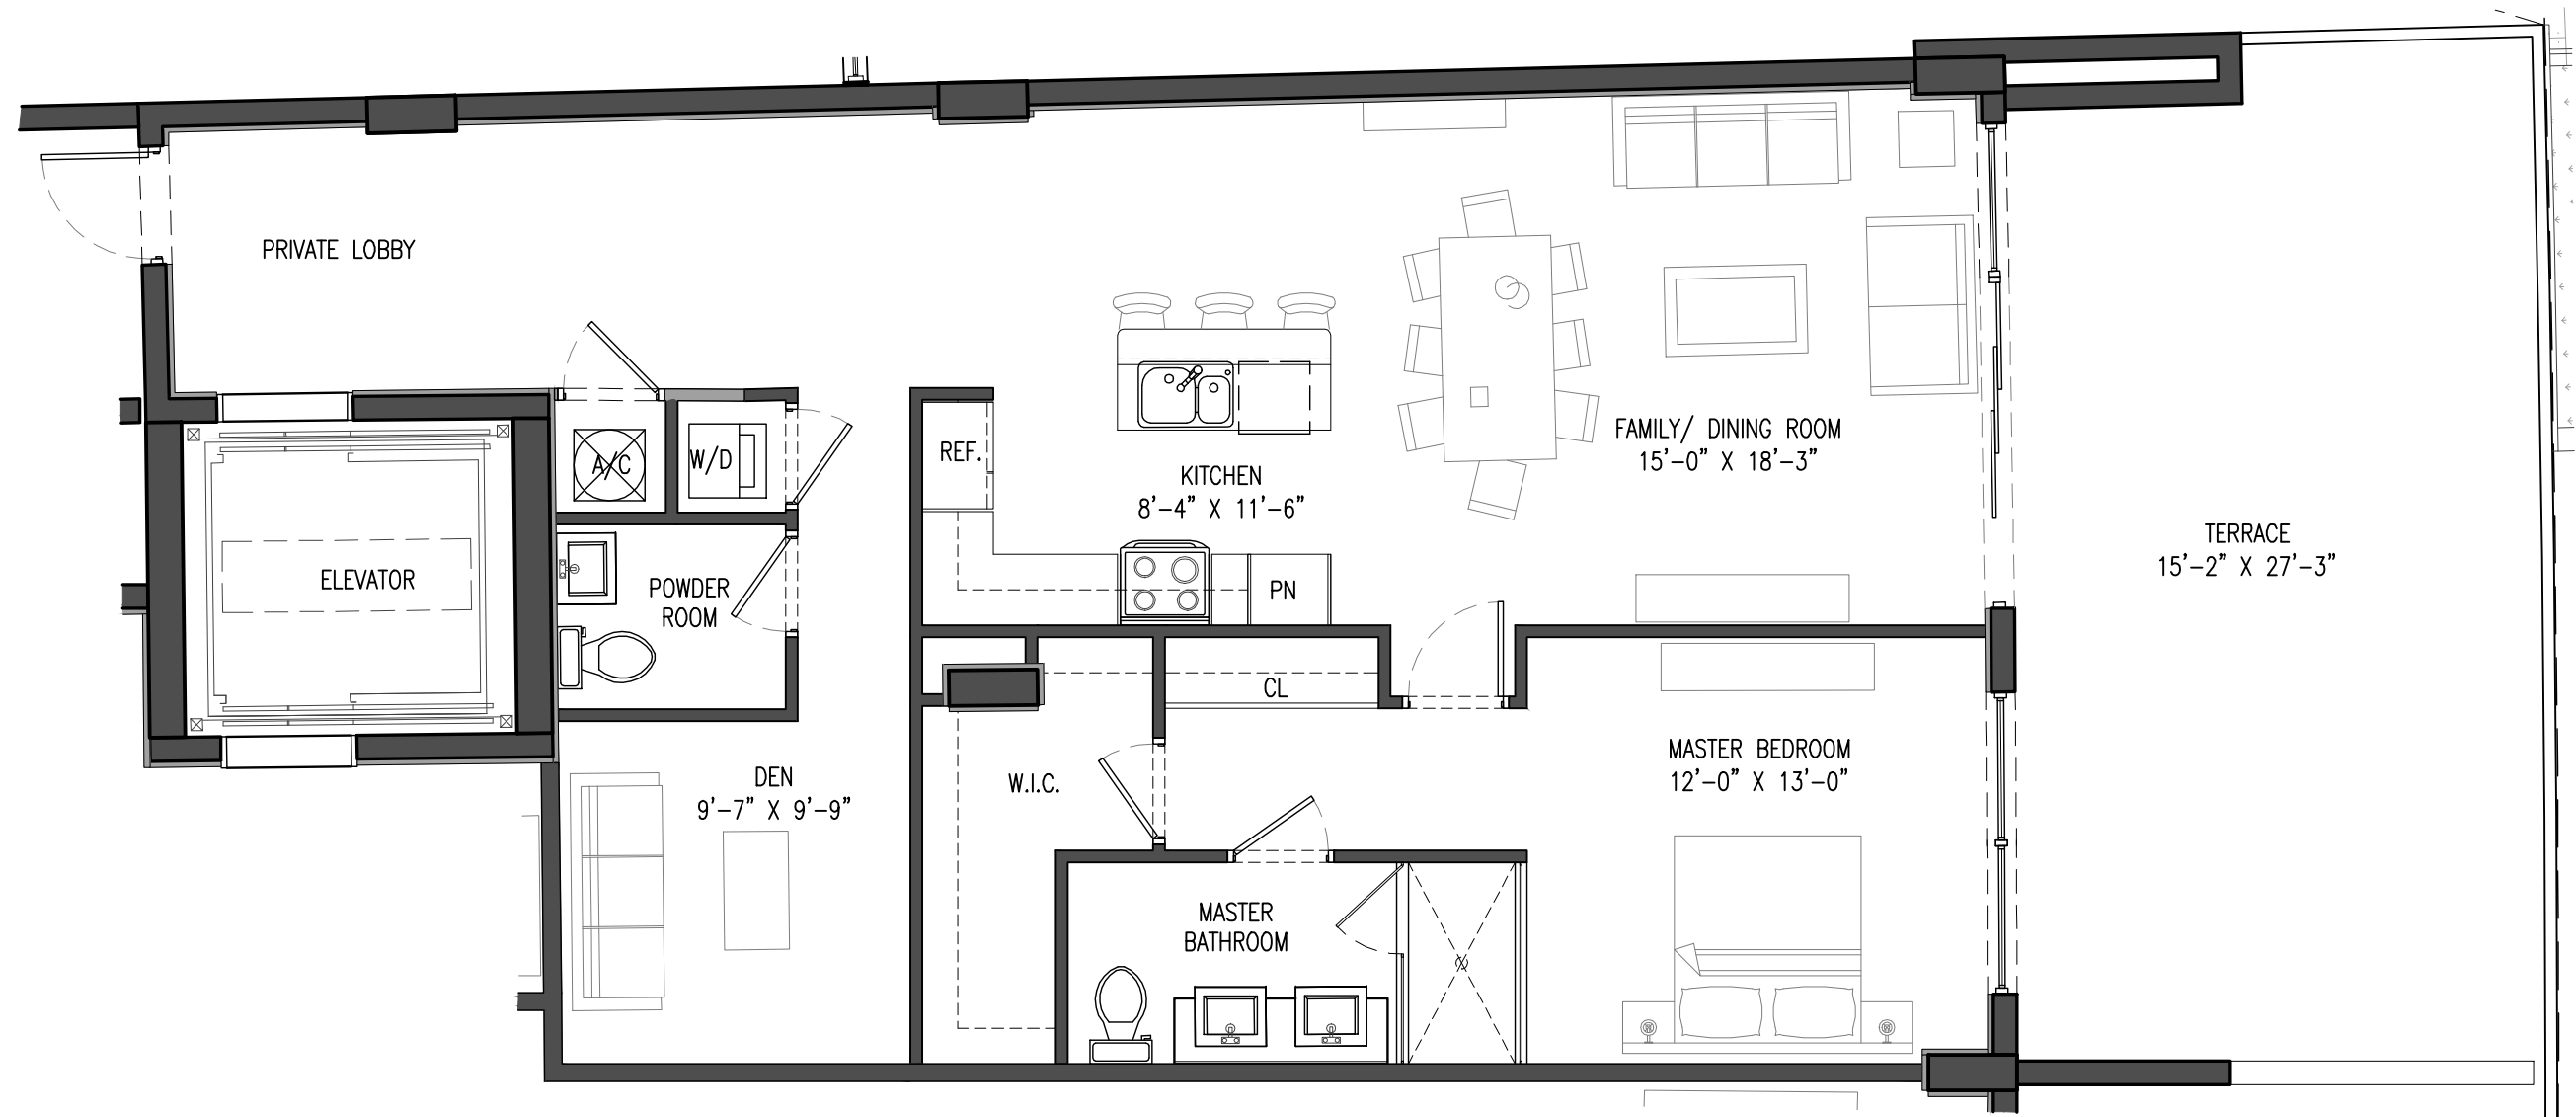 PRIVATE LOBBY
A/C
W/D
REF.
KITCHEN
8'-4" X 11'-6"
FAMILY/ DINING ROOM
15'-0" X 18'-3"
TERRACE
15'-2" X 27'-3"
ELEVATOR
POWDER
ROOM
PN
CL
DEN
9'-7" X 9'-9"
W.I.C.
MASTER BEDROOM
12'-0" X 13'-0"
MASTER
BATHROOM